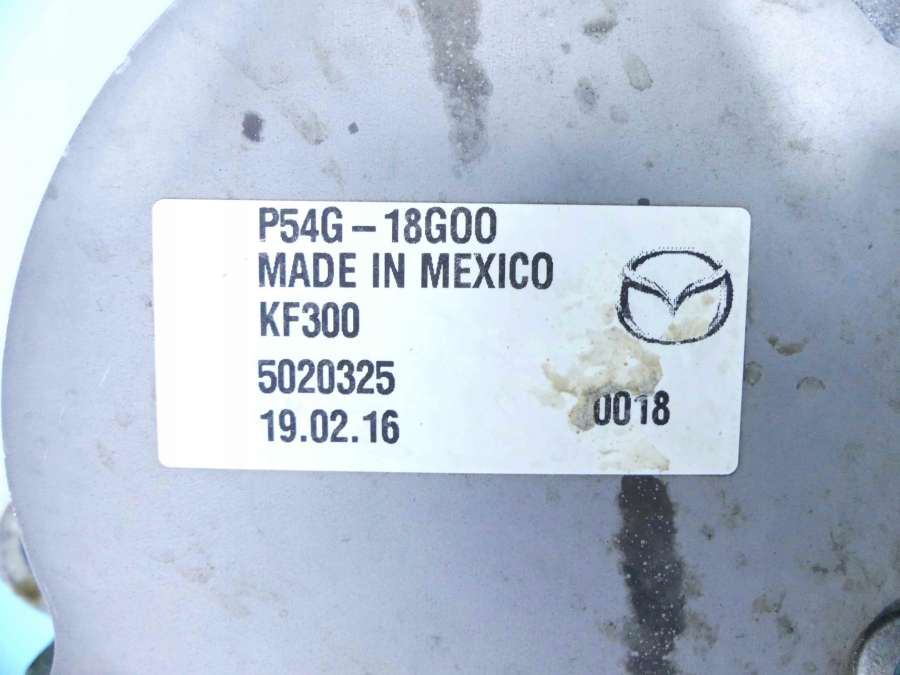 P54G-18G00
MADE IN MEXICO
KF300
5020325
19.02.16
0018